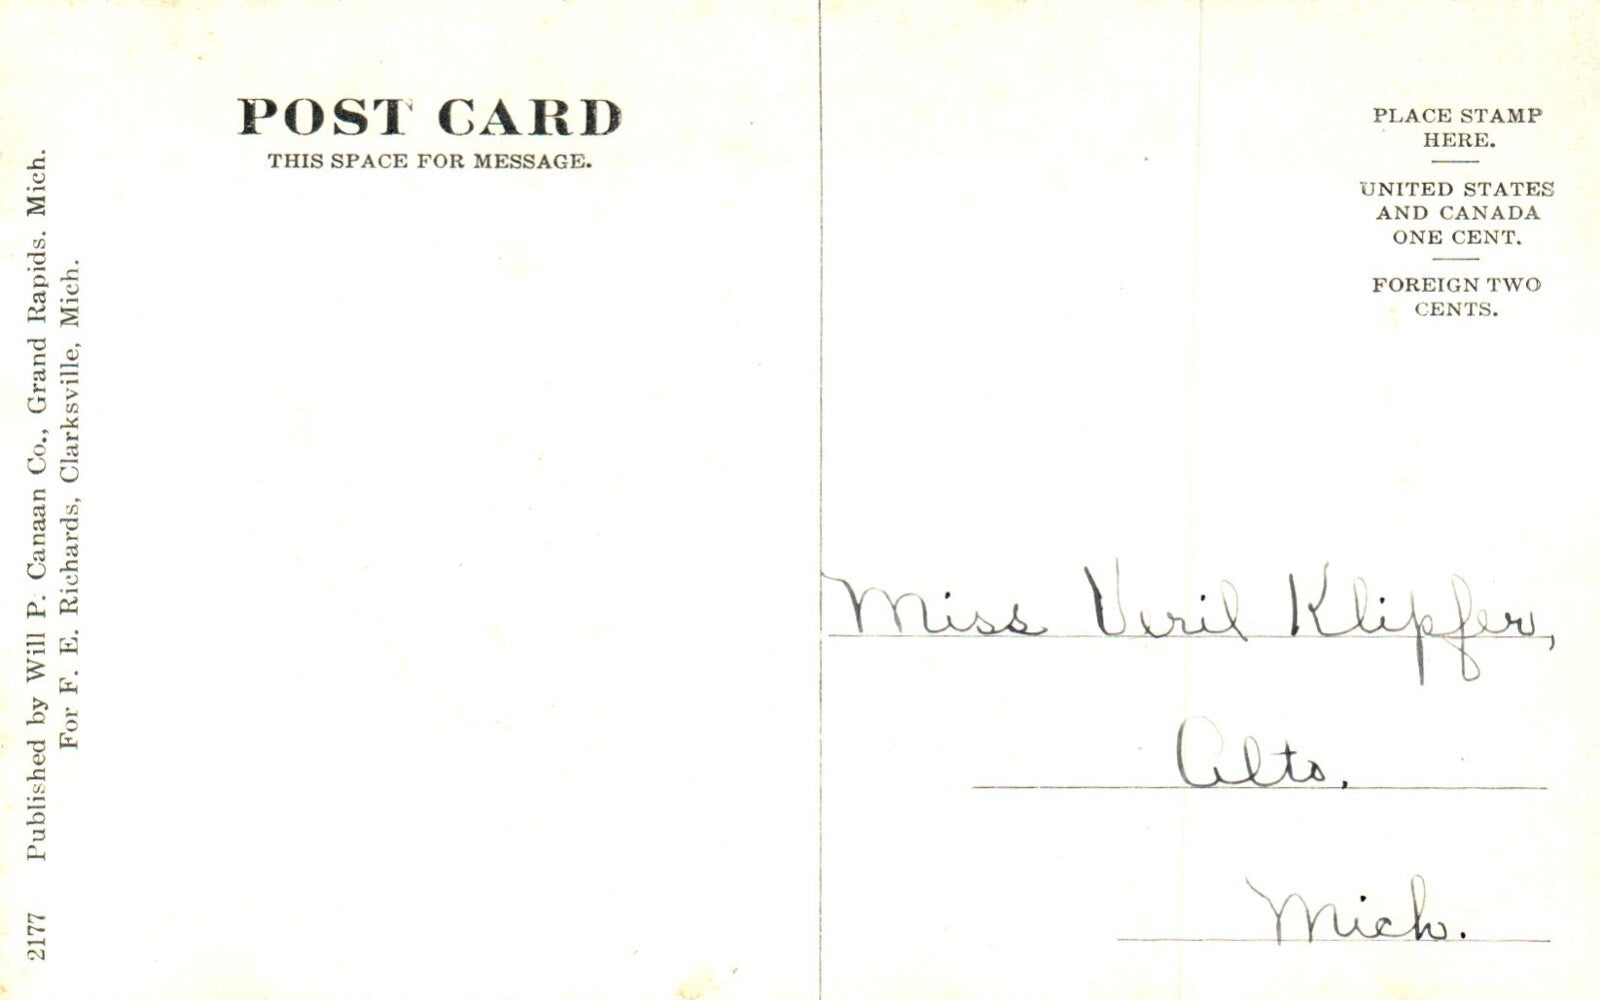 POST CARD
THIS SPACE FOR MESSAGE.
PLACE STAMP
HERE.
UNITED STATES
AND CANADA
ONE CENT.
FOREIGN TWO
CENTS.
2177 Published by Will P. Canaan Co., Grand Rapids. Mich.
For F. E. Richards, Clarksville, Mich.
Miss Veril Klipfer,
Alto,
Mich.